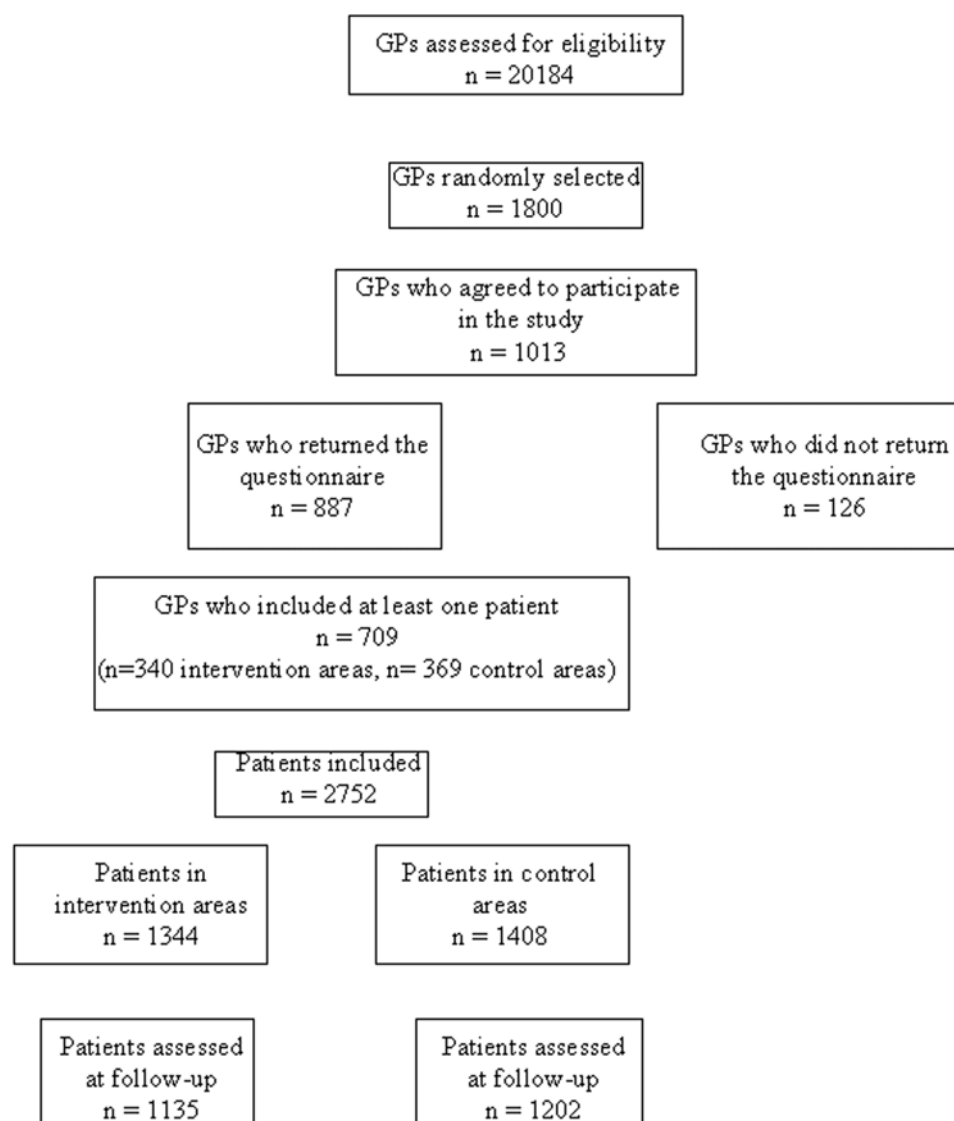 GPs assessed for eligibility
n = 20184
GPs randomly selected
n = 1800
GPs who agreed to participate
in the study
n = 1013
GPs who returned the
questionnaire
n = 887
GPs who did not return
the questionnaire
n = 126
GPs who included at least one patient
n = 709
(n=340 intervention areas, n= 369 control areas)
Patients included
n = 2752
Patients in
intervention areas
n = 1344
Patients in control
areas
n = 1408
Patients assessed
at follow-up
n = 1135
Patients assessed
at follow-up
n = 1202